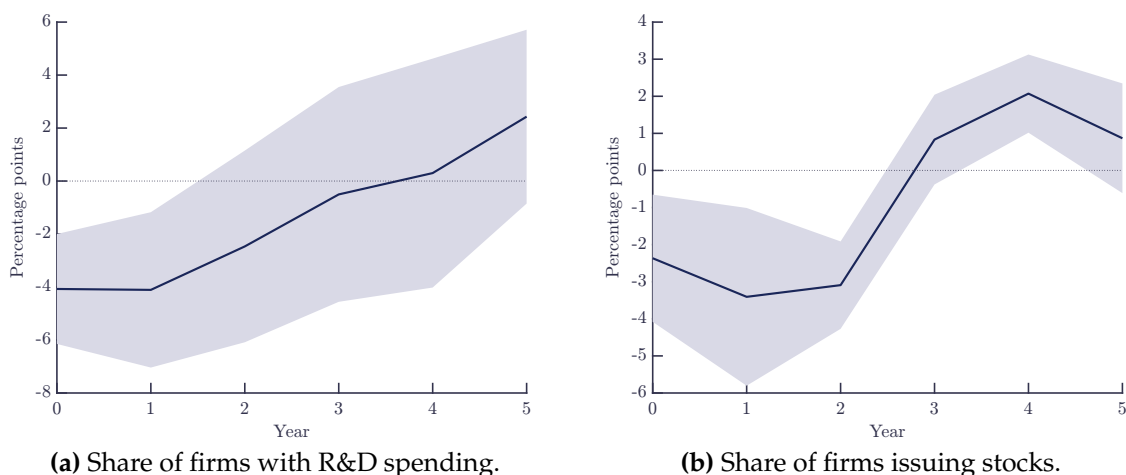 6
4
2
0
-2
-4
-6
-8
Percentage points
0 1 2 3 4 5
Year
(a) Share of firms with R&D spending.
4
3
2
1
0
-1
-2
-3
-4
-5
-6
Percentage points
0 1 2 3 4 5
Year
(b) Share of firms issuing stocks.